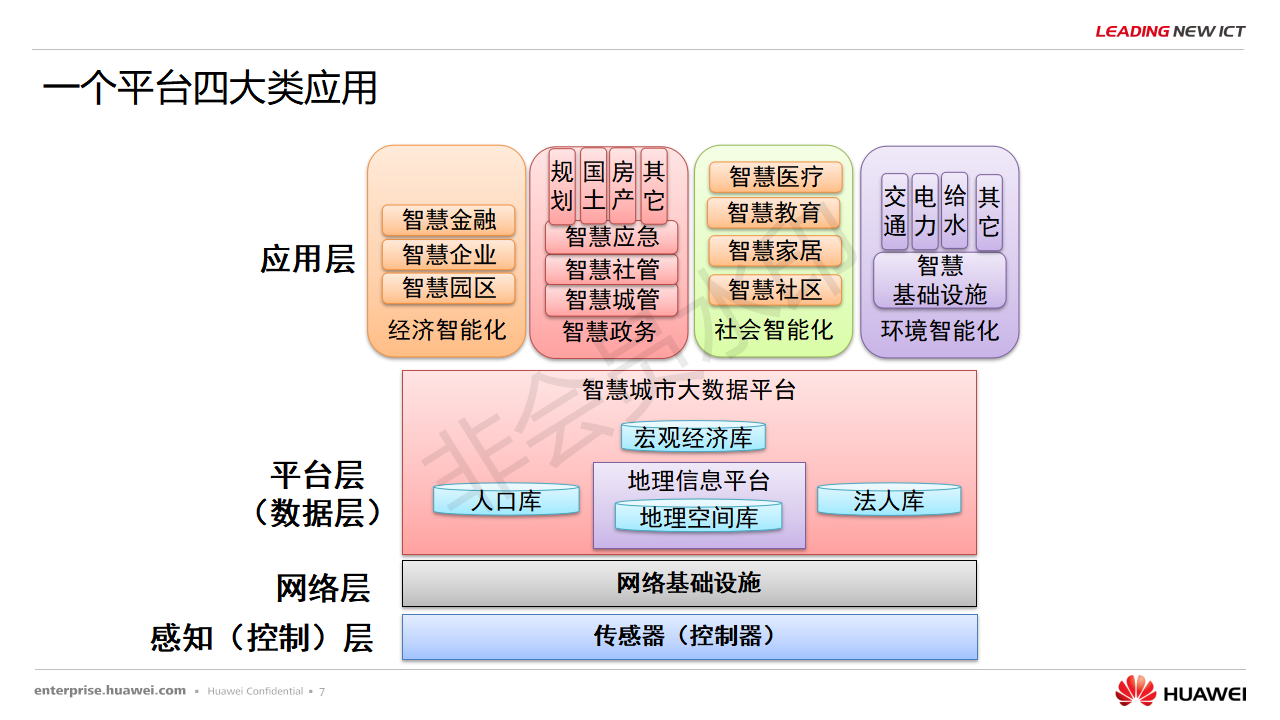 LEADING NEW ICT
一个平台四大类应用
应用层
智慧金融
智慧企业
智慧园区
经济智能化
规划
国土
房产
其它
智慧应急
智慧社管
智慧城管
智慧政务
智慧医疗
智慧教育
智慧家居
智慧社区
社会智能化
交通
电力
给水
其它
智慧
基础设施
环境智能化
平台层
（数据层）
智慧城市大数据平台
宏观经济库
人口库
地理信息平台
地理空间库
法人库
网络层
网络基础设施
感知（控制）层
传感器（控制器）
非会员水印
enterprise.huawei.com ▪ Huawei Confidential ▪ 7
HUAWEI